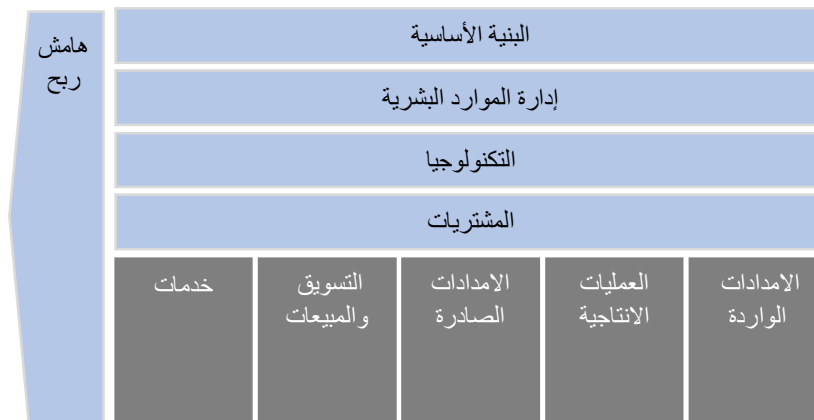 البنية الأساسية
إدارة الموارد البشرية
التكنولوجيا
المشتريات
الامدادات
الواردة
العمليات
الانتاجية
الامدادات
الصادرة
التسويق
والمبيعات
خدمات
هامش
ربح